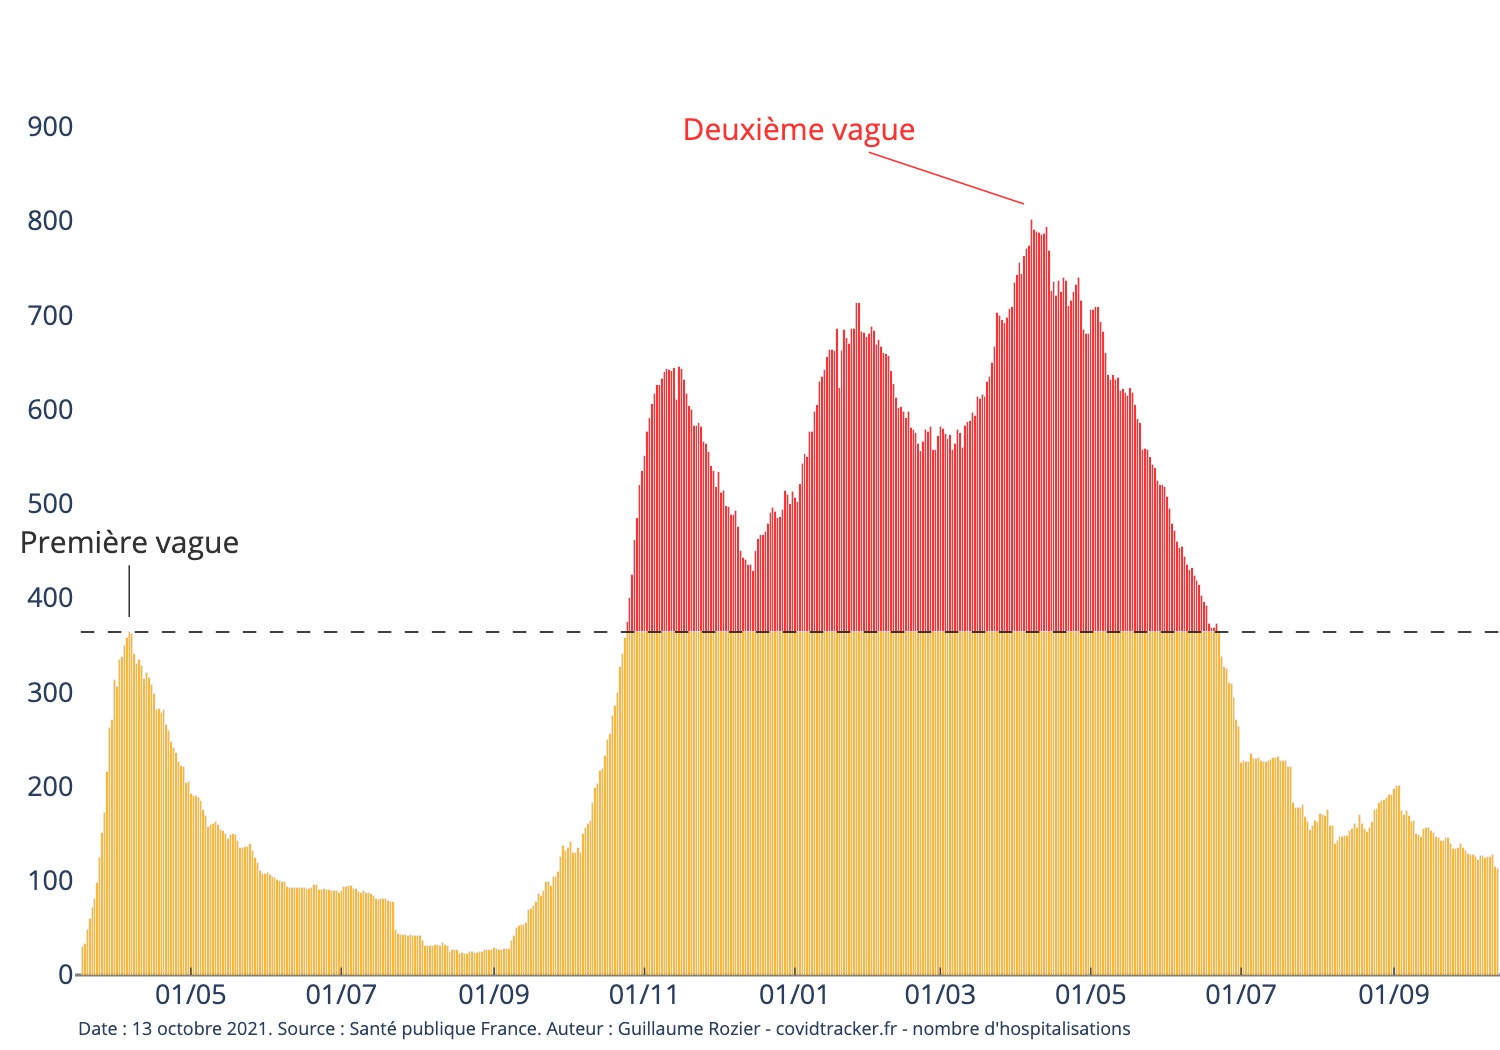 900
Deuxième vague
800
700
600
500
Première vague
400
300
200
100
0
01/05 01/07 01/09 01/11 01/01 01/03 01/05 01/07 01/09
Date : 13 octobre 2021. Source : Santé publique France. Auteur : Guillaume Rozier - covidtracker.fr - nombre d'hospitalisations